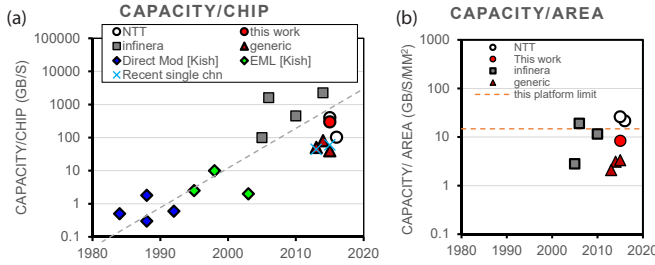 (a)
CAPACITY/CHIP
CAPACITY/CHIP (GB/S)
NTT
this work
infinera
generic
Direct Mod [Kish]
EML [Kish]
Recent single chn
100000
10000
1000
100
10
1
0.1
1980
1990
2000
2010
2020
(b)
CAPACITY/AREA
CAPACITY/ AREA (GB/S/MM²)
NTT
This work
infinera
generic
this platform limit
1000
100
10
1
0.1
1980
1990
2000
2010
2020